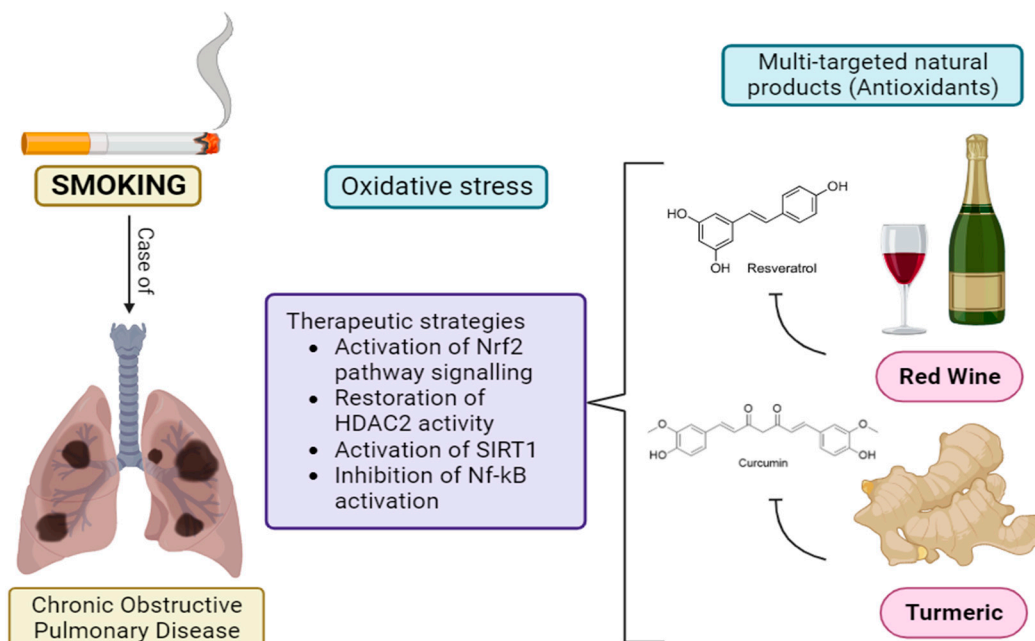 SMOKING
Case of
Chronic Obstructive
Pulmonary Disease
Oxidative stress
Therapeutic strategies
• Activation of Nrf2
pathway signalling
• Restoration of
HDAC2 activity
• Activation of SIRT1
• Inhibition of Nf-kB
activation
Multi-targeted natural
products (Antioxidants)
OH
HO
OH
Resveratrol
Red Wine
O
O
O
O
HO
OH
Curcumin
Turmeric